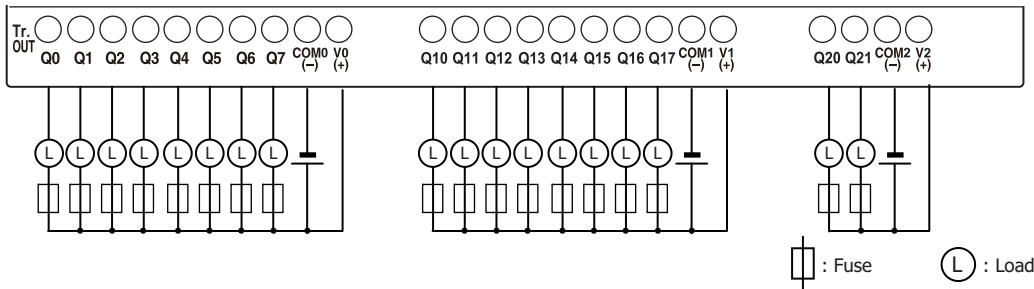 Tr.
OUT
Q0 Q1 Q2 Q3 Q4 Q5 Q6 Q7 COM0 (−) V0 (+)
Q10 Q11 Q12 Q13 Q14 Q15 Q16 Q17 COM1 (−) V1 (+)
Q20 Q21 COM2 (−) V2 (+)
L L L L L L L L
L L L L L L L L
L L
: Fuse
L : Load